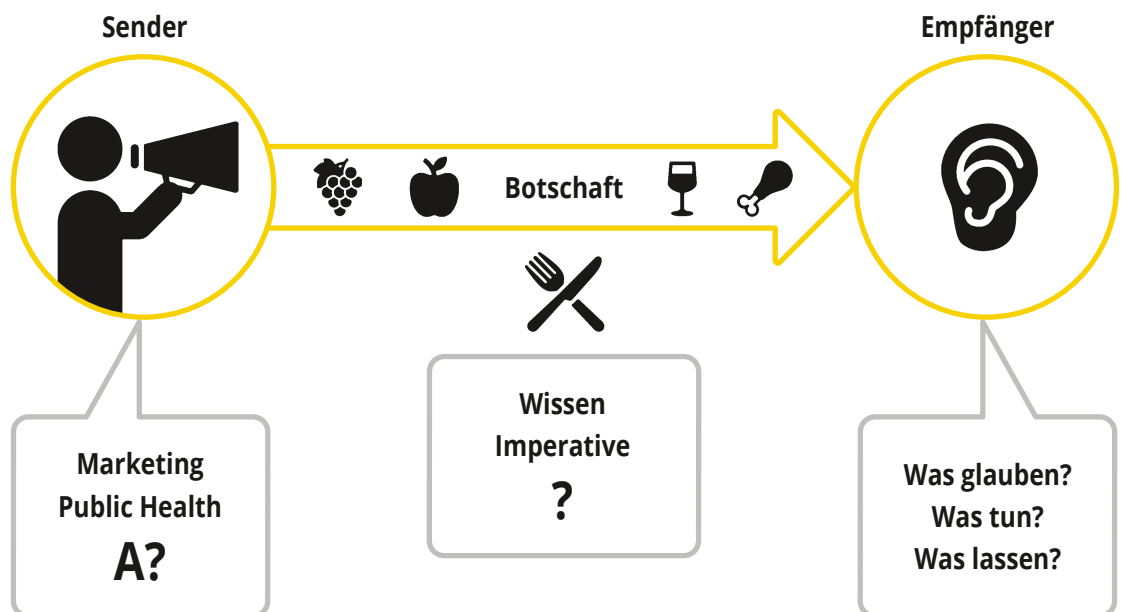 Sender
Empfänger
Botschaft
Marketing
Public Health
A?
Wissen
Imperative
?
Was glauben?
Was tun?
Was lassen?